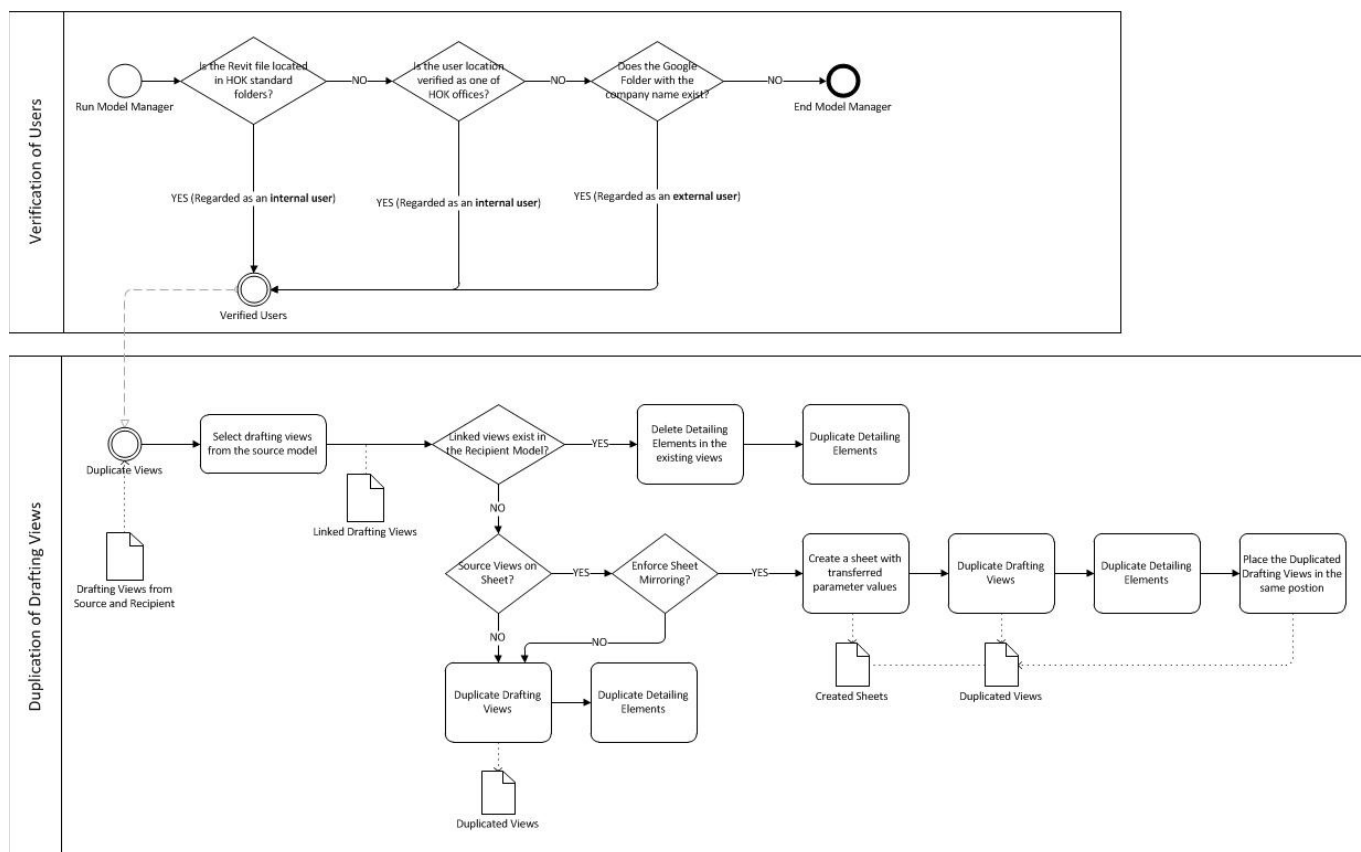 Verification of Users
Is the Revit file located
in HOK standard
folders?
NO
Is the user location
verified as one of
HOK offices?
NO
Does the Google
Folder with the
company name exist?
NO
Run Model Manager
End Model Manager
YES (Regarded as an internal user)
YES (Regarded as an internal user)
YES (Regarded as an external user)
Verified Users
Duplication of Drafting Views
Duplicate Views
Select drafting views
from the source model
Linked views exist in
the Recipient Model?
YES
Delete Detailing
Elements in the
existing views
Duplicate Detailing
Elements
Linked Drafting Views
NO
Drafting Views from
Source and Recipient
Source Views on
Sheet?
YES
Enforce Sheet
Mirroring?
YES
Create a sheet with
transferred
parameter values
Duplicate Drafting
Views
Duplicate Detailing
Elements
Place the Duplicated
Drafting Views in the
same postion
NO
NO
Created Sheets
Duplicated Views
Duplicate Drafting
Views
Duplicate Detailing
Elements
Duplicated Views